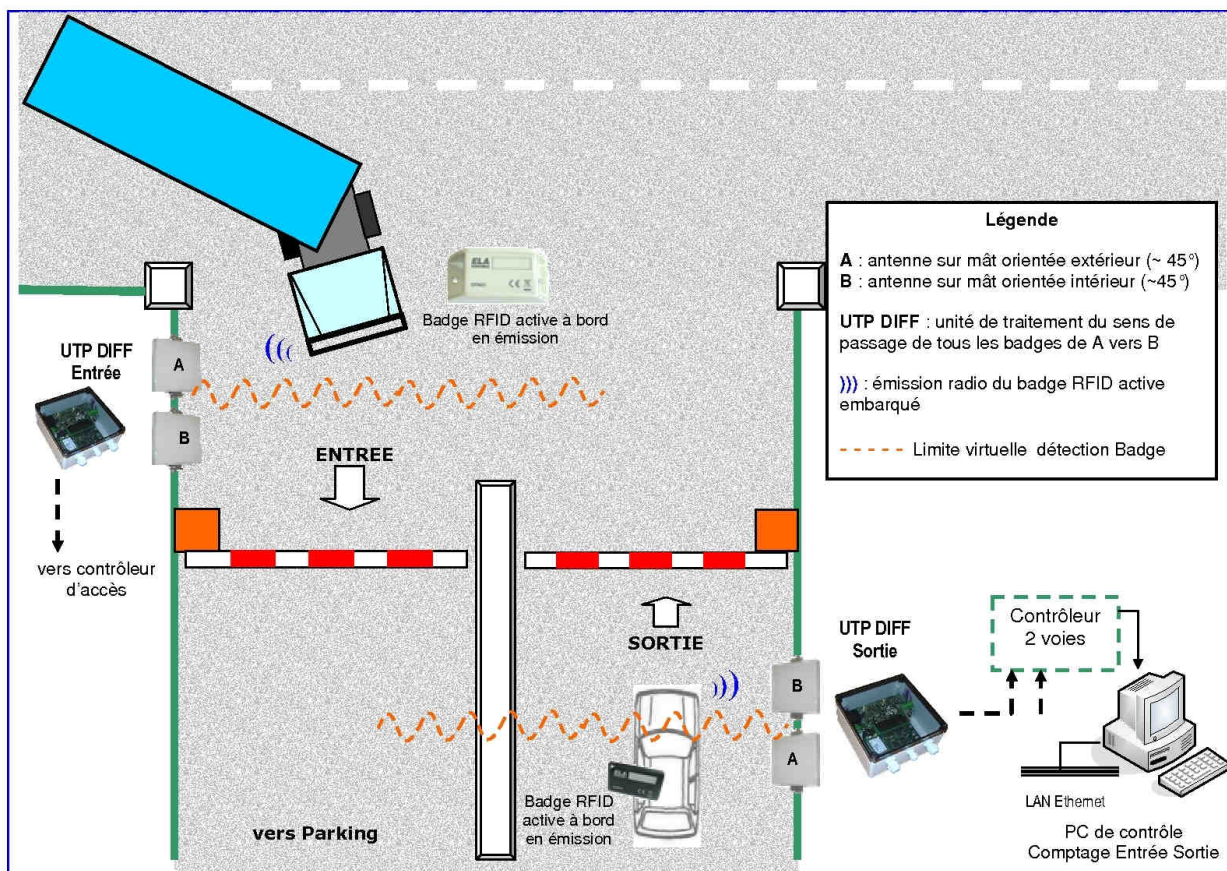 Légende
A : antenne sur mât orientée extérieur (~ 45°)
B : antenne sur mât orientée intérieur (~45°)
UTP DIFF : unité de traitement du sens de
passage de tous les badges de A vers B
))) : émission radio du badge RFID active
embarqué
Limite virtuelle détection Badge
ELA
Badge RFID active à bord
en émission
UTP DIFF
Entrée
A
B
ENTREE
vers contrôleur
d'accès
SORTIE
UTP DIFF
Sortie
B
A
Contrôleur
2 voies
ELA
Badge RFID
active à bord
en émission
vers Parking
LAN Ethernet
PC de contrôle
Comptage Entrée Sortie